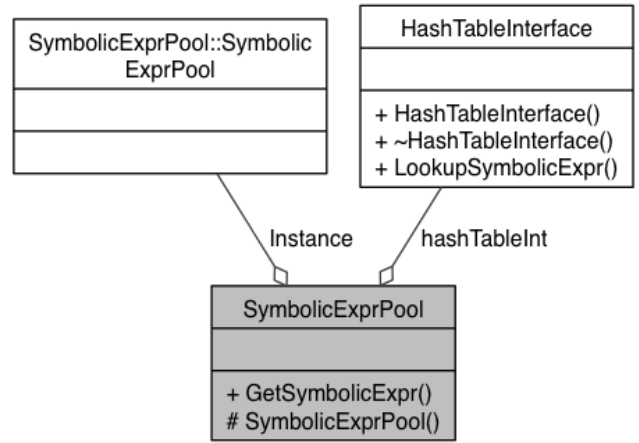 SymbolicExprPool::Symbolic
ExprPool
HashTableInterface
+ HashTableInterface()
+ ~HashTableInterface()
+ LookupSymbolicExpr()
Instance
hashTableInt
SymbolicExprPool
+ GetSymbolicExpr()
# SymbolicExprPool()